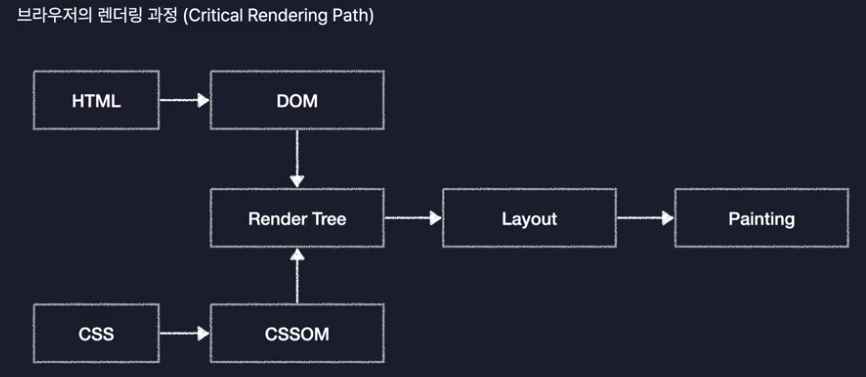 브라우저의 렌더링 과정 (Critical Rendering Path)
HTML
DOM
Render Tree
Layout
Painting
CSS
CSSOM